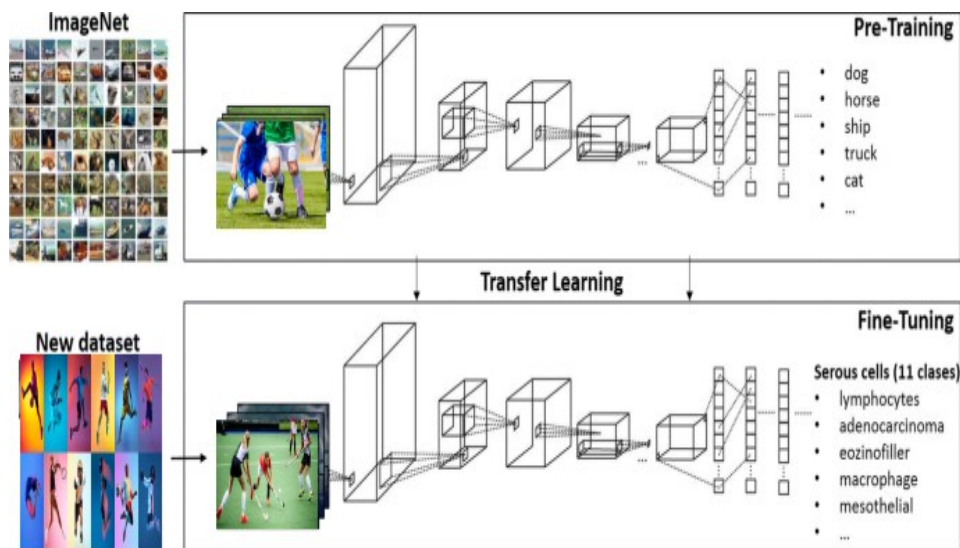 ImageNet
Pre-Training
• dog
• horse
• ship
• truck
• cat
• ...
...
Transfer Learning
New dataset
Fine-Tuning
Serous cells (11 clases)
• lymphocytes
• adenocarcinoma
• eozinofiller
• macrophage
• mesothelial
• ...
...